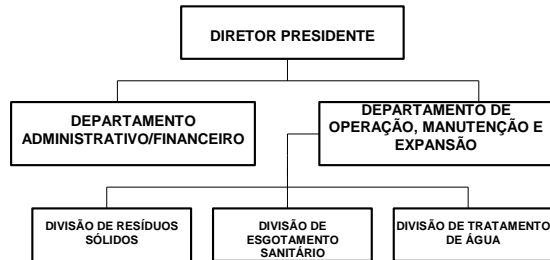 DIRETOR PRESIDENTE
DEPARTAMENTO
ADMINISTRATIVO/FINANCEIRO
DEPARTAMENTO DE
OPERAÇÃO, MANUTENÇÃO E
EXPANSÃO
DIVISÃO DE RESÍDUOS
SÓLIDOS
DIVISÃO DE
ESGOTAMENTO
SANITÁRIO
DIVISÃO DE TRATAMENTO
DE ÁGUA